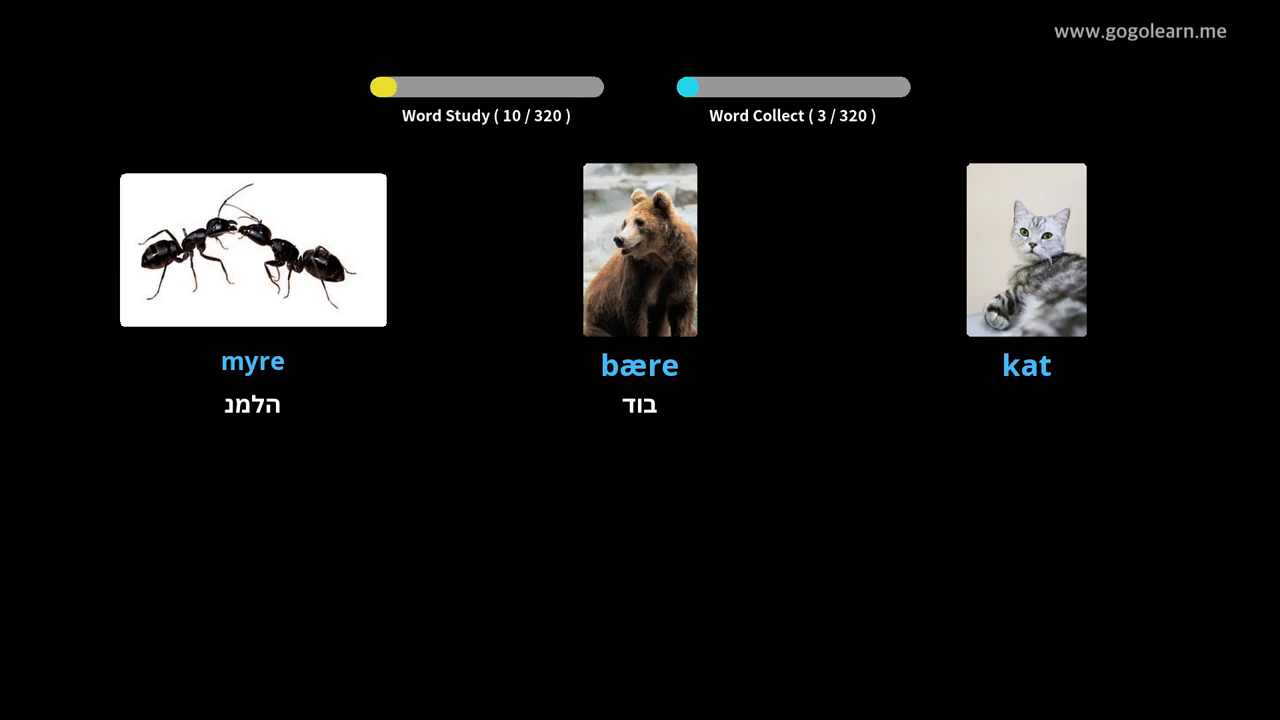 www.gogolearn.me
Word Study ( 10 / 320 )
Word Collect ( 3 / 320 )
myre
הלמנ
bære
בוד
kat